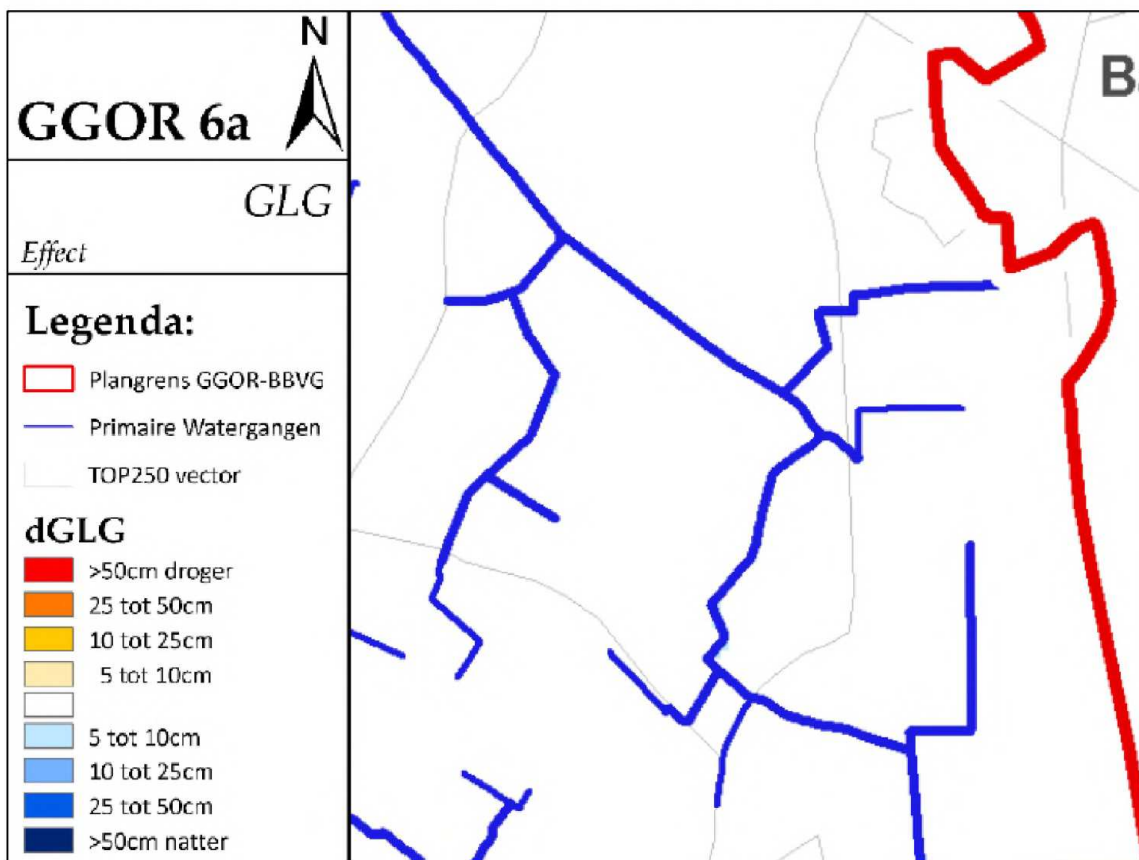 N
GGOR 6a
GLG
Effect
Legenda:
Plangrens GGOR-BBVG
Primaire Watergangen
TOP250 vector
dGLG
>50cm droger
25 tot 50cm
10 tot 25cm
5 tot 10cm
5 tot 10cm
10 tot 25cm
25 tot 50cm
>50cm natter